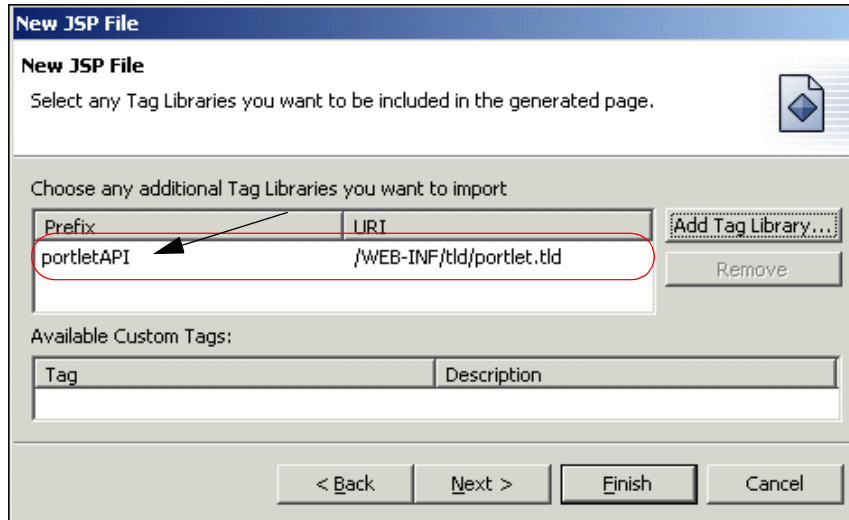 New JSP File
New JSP File
Select any Tag Libraries you want to be included in the generated page.
Choose any additional Tag Libraries you want to import
Prefix URI Add Tag Library...
portletAPI /WEB-INF/tld/portlet.tld
Remove
Available Custom Tags:
Tag Description
< Back Next > Finish Cancel